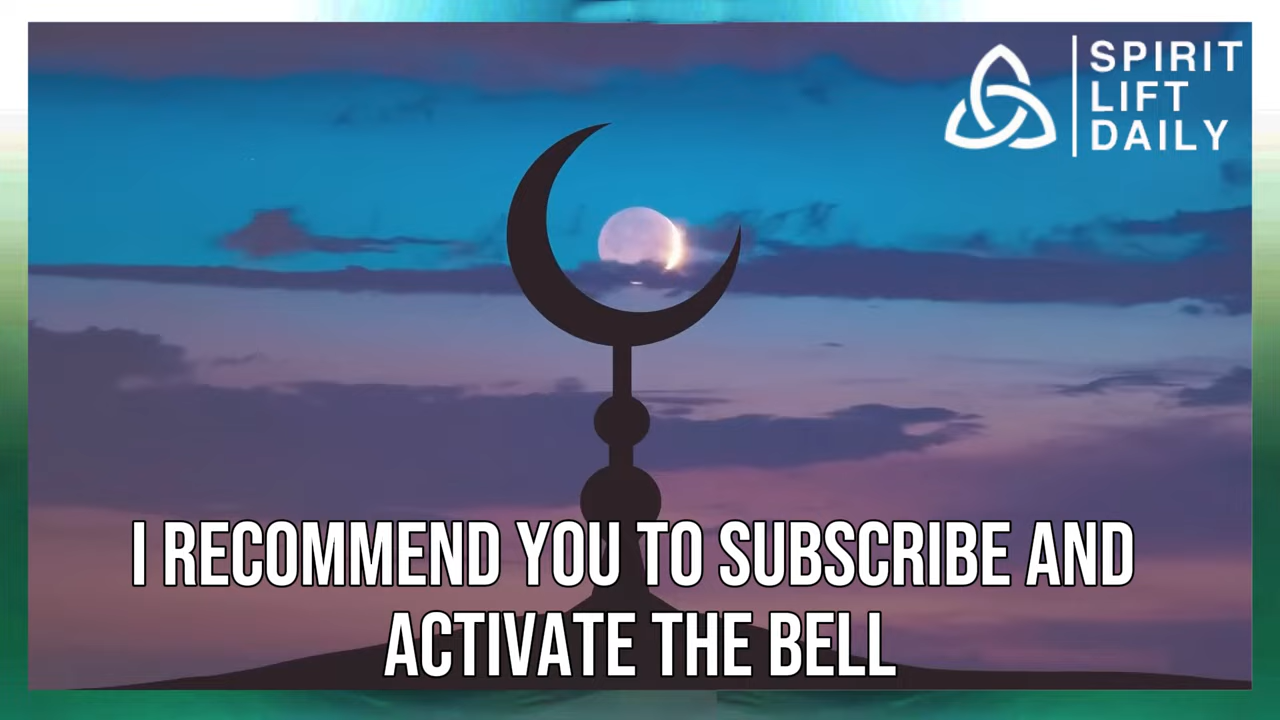 SPIRIT
LIFT
DAILY
I RECOMMEND YOU TO SUBSCRIBE AND
ACTIVATE THE BELL